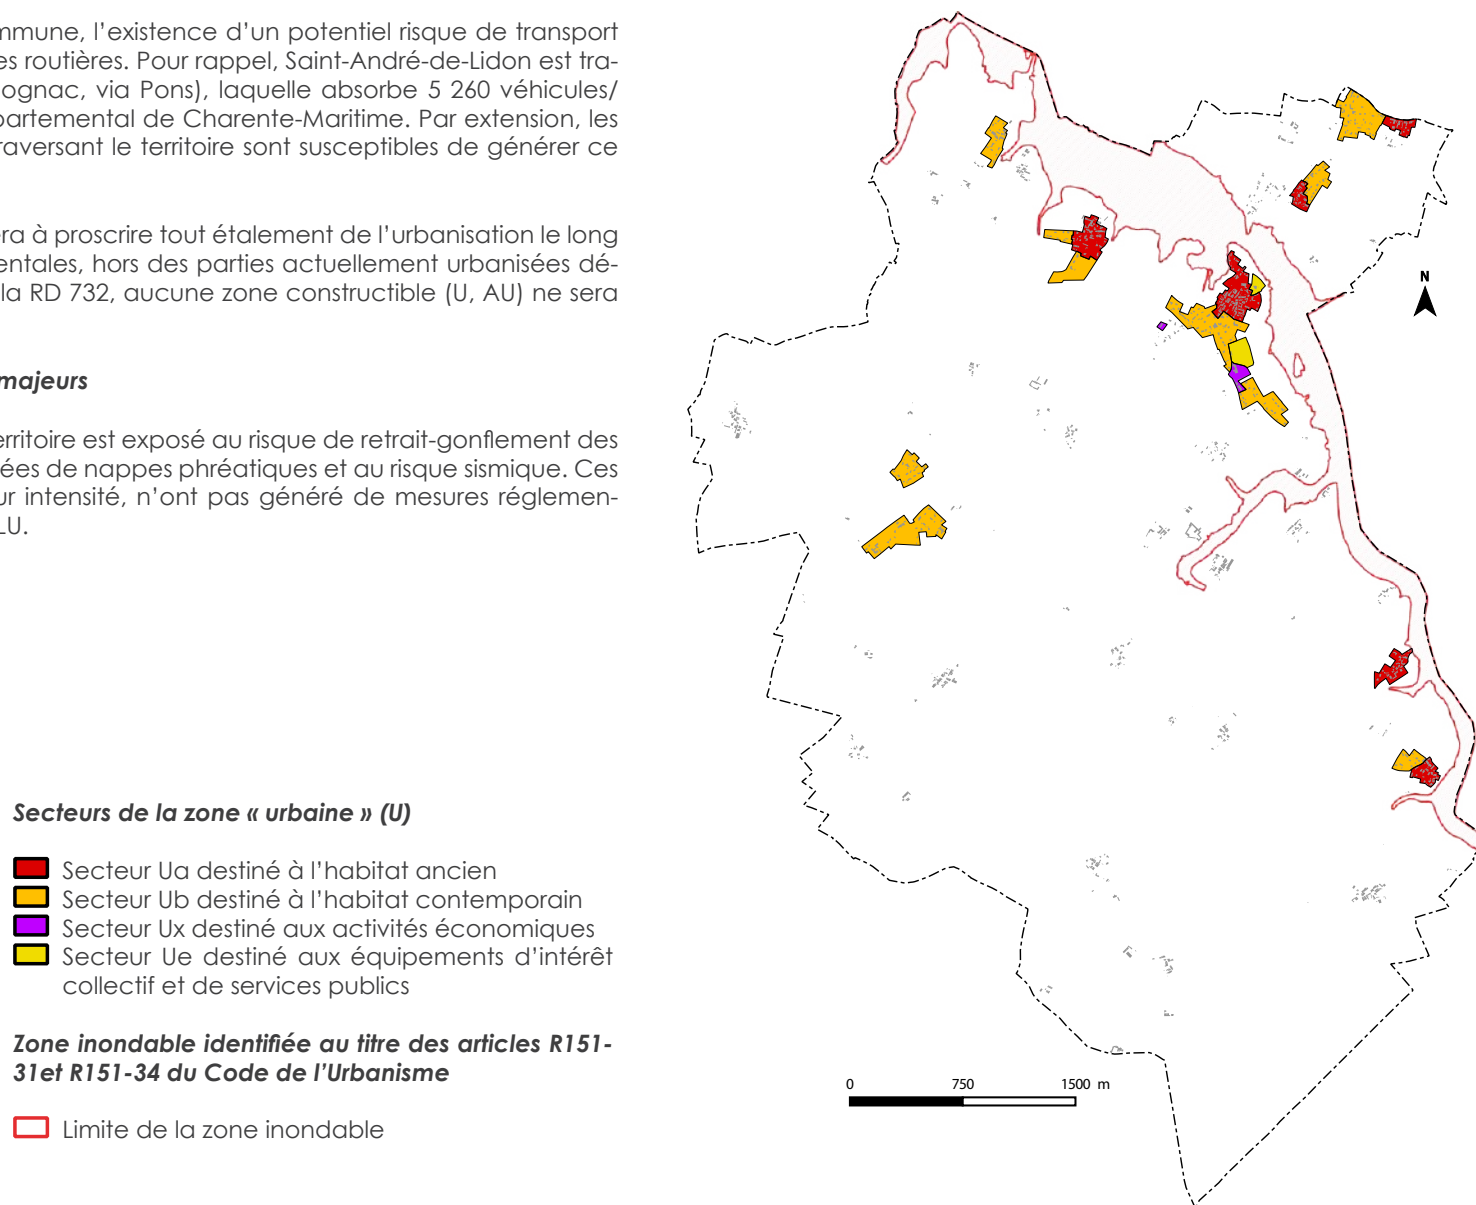 mmune, l’existence d’un potentiel risque de transport
es routières. Pour rappel, Saint-André-de-Lidon est tra-
ognac, via Pons), laquelle absorbe 5 260 véhicules/
partemental de Charente-Maritime. Par extension, les
raversant le territoire sont susceptibles de générer ce
era à proscrire tout étalement de l’urbanisation le long
entales, hors des parties actuellement urbanisées dé-
la RD 732, aucune zone constructible (U, AU) ne sera
majeurs
erritoire est exposé au risque de retrait-gonflement des
ées de nappes phréatiques et au risque sismique. Ces
ur intensité, n’ont pas généré de mesures réglemen-
LU.
Secteurs de la zone « urbaine » (U)
Secteur Ua destiné à l’habitat ancien
Secteur Ub destiné à l’habitat contemporain
Secteur Ux destiné aux activités économiques
Secteur Ue destiné aux équipements d’intérêt
collectif et de services publics
Zone inondable identifiée au titre des articles R151-
31et R151-34 du Code de l’Urbanisme
Limite de la zone inondable
N
0 750 1500 m